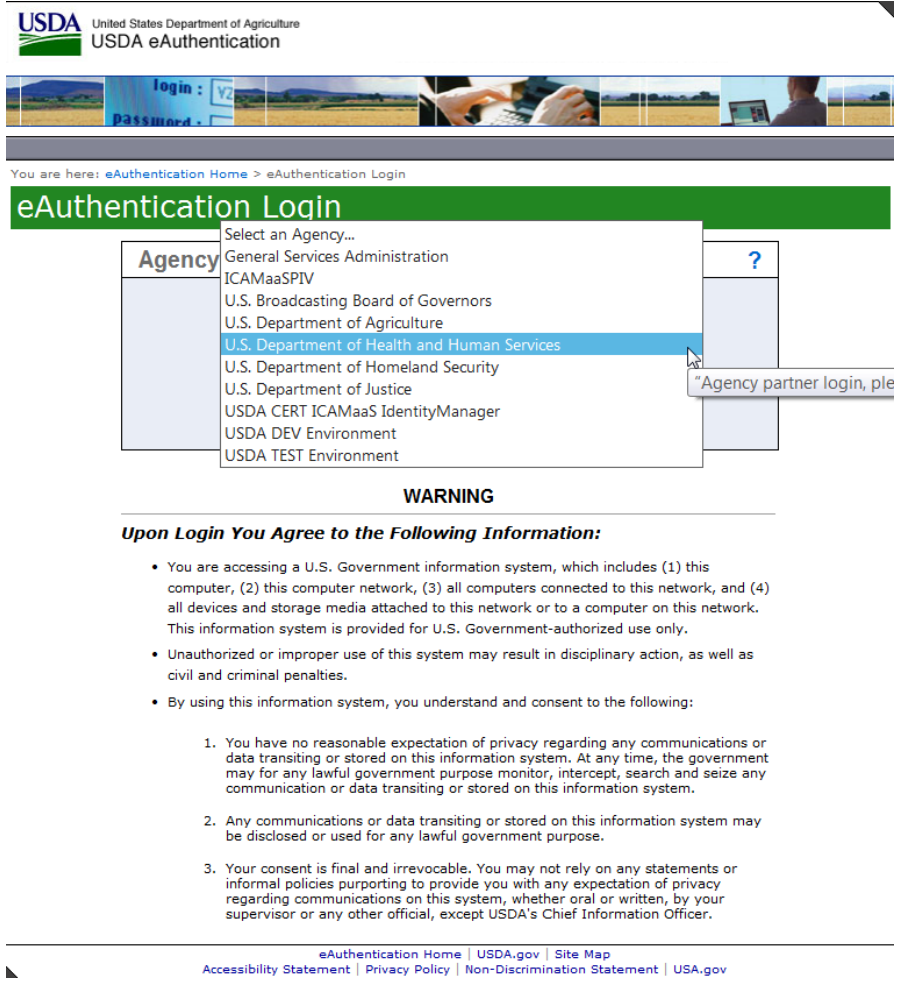 USDA United States Department of Agriculture
USDA eAuthentication
login : YZ
password :
You are here: eAuthentication Home > eAuthentication Login
eAuthentication Login
Agency
?
Select an Agency...
General Services Administration
ICAMaaSPIV
U.S. Broadcasting Board of Governors
U.S. Department of Agriculture
U.S. Department of Health and Human Services
U.S. Department of Homeland Security
"Agency partner login, ple
U.S. Department of Justice
USDA CERT ICAMaaS IdentityManager
USDA DEV Environment
USDA TEST Environment
WARNING
Upon Login You Agree to the Following Information:
• You are accessing a U.S. Government information system, which includes (1) this
computer, (2) this computer network, (3) all computers connected to this network, and (4)
all devices and storage media attached to this network or to a computer on this network.
This information system is provided for U.S. Government-authorized use only.
• Unauthorized or improper use of this system may result in disciplinary action, as well as
civil and criminal penalties.
• By using this information system, you understand and consent to the following:
1. You have no reasonable expectation of privacy regarding any communications or
data transiting or stored on this information system. At any time, the government
may for any lawful government purpose monitor, intercept, search and seize any
communication or data transiting or stored on this information system.
2. Any communications or data transiting or stored on this information system may
be disclosed or used for any lawful government purpose.
3. Your consent is final and irrevocable. You may not rely on any statements or
informal policies purporting to provide you with any expectation of privacy
regarding communications on this system, whether oral or written, by your
supervisor or any other official, except USDA's Chief Information Officer.
eAuthentication Home | USDA.gov | Site Map
Accessibility Statement | Privacy Policy | Non-Discrimination Statement | USA.gov